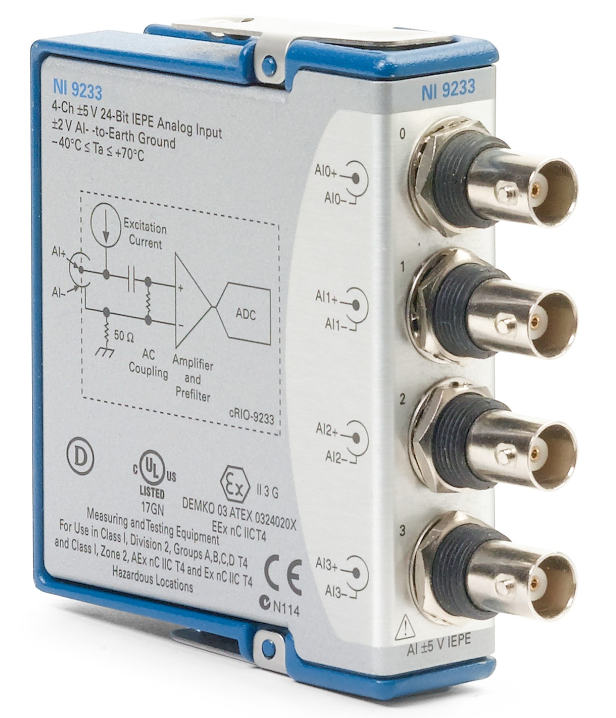 NI 9233
4-Ch ±5 V 24-Bit IEPE Analog Input
±2 V AI- -to-Earth Ground
−40°C ≤ Ta ≤ +70°C
Excitation
Current
AI+
AI–
50 Ω
AC
Coupling
+
–
Amplifier
and
Prefilter
ADC
cRIO-9233
D
C UL US
LISTED
17GN
Ex II 3 G
DEMKO 03 ATEX 0324020X
EEx nC IICT4
Measuring and Testing Equipment
For Use in Class I, Division 2, Groups A,B,C,D T4
and Class I, Zone 2, AEx nC IIC T4 and Ex nC IIC T4
Hazardous Locations
CE
N114
NI 9233
0
AI0+
AI0–
1
AI1+
AI1–
2
AI2+
AI2–
3
AI3+
AI3–
AI ±5 V IEPE